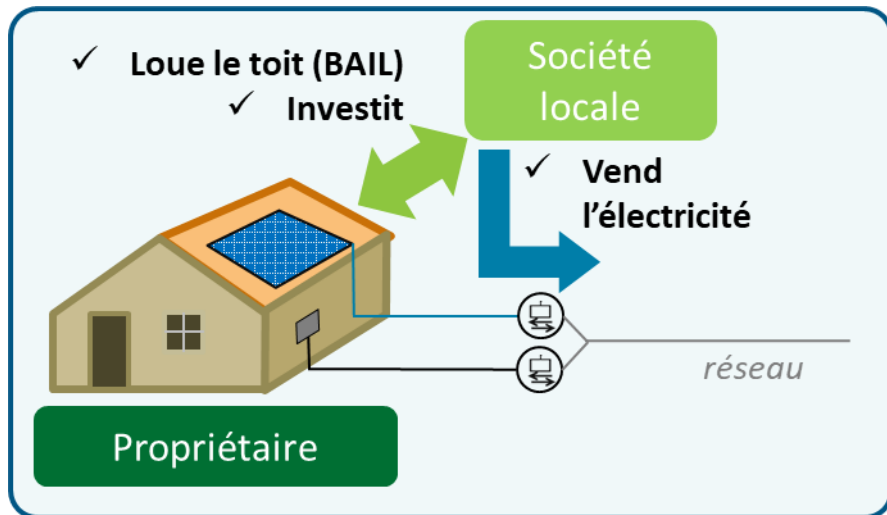 ✓ Loue le toit (BAIL)
✓ Investit
Société
locale
✓ Vend
l’électricité
réseau
Propriétaire